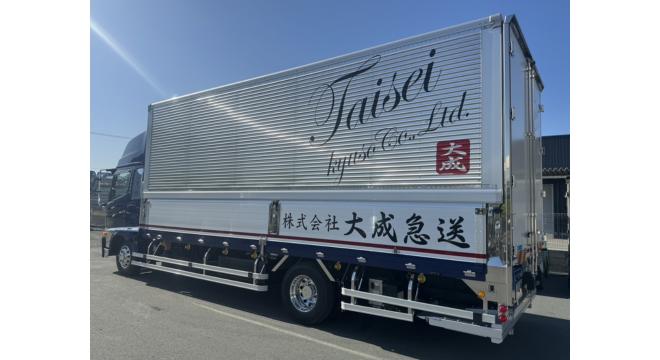 Taisei
kyuso Co., Ltd.
大成
株式会社 大成急送